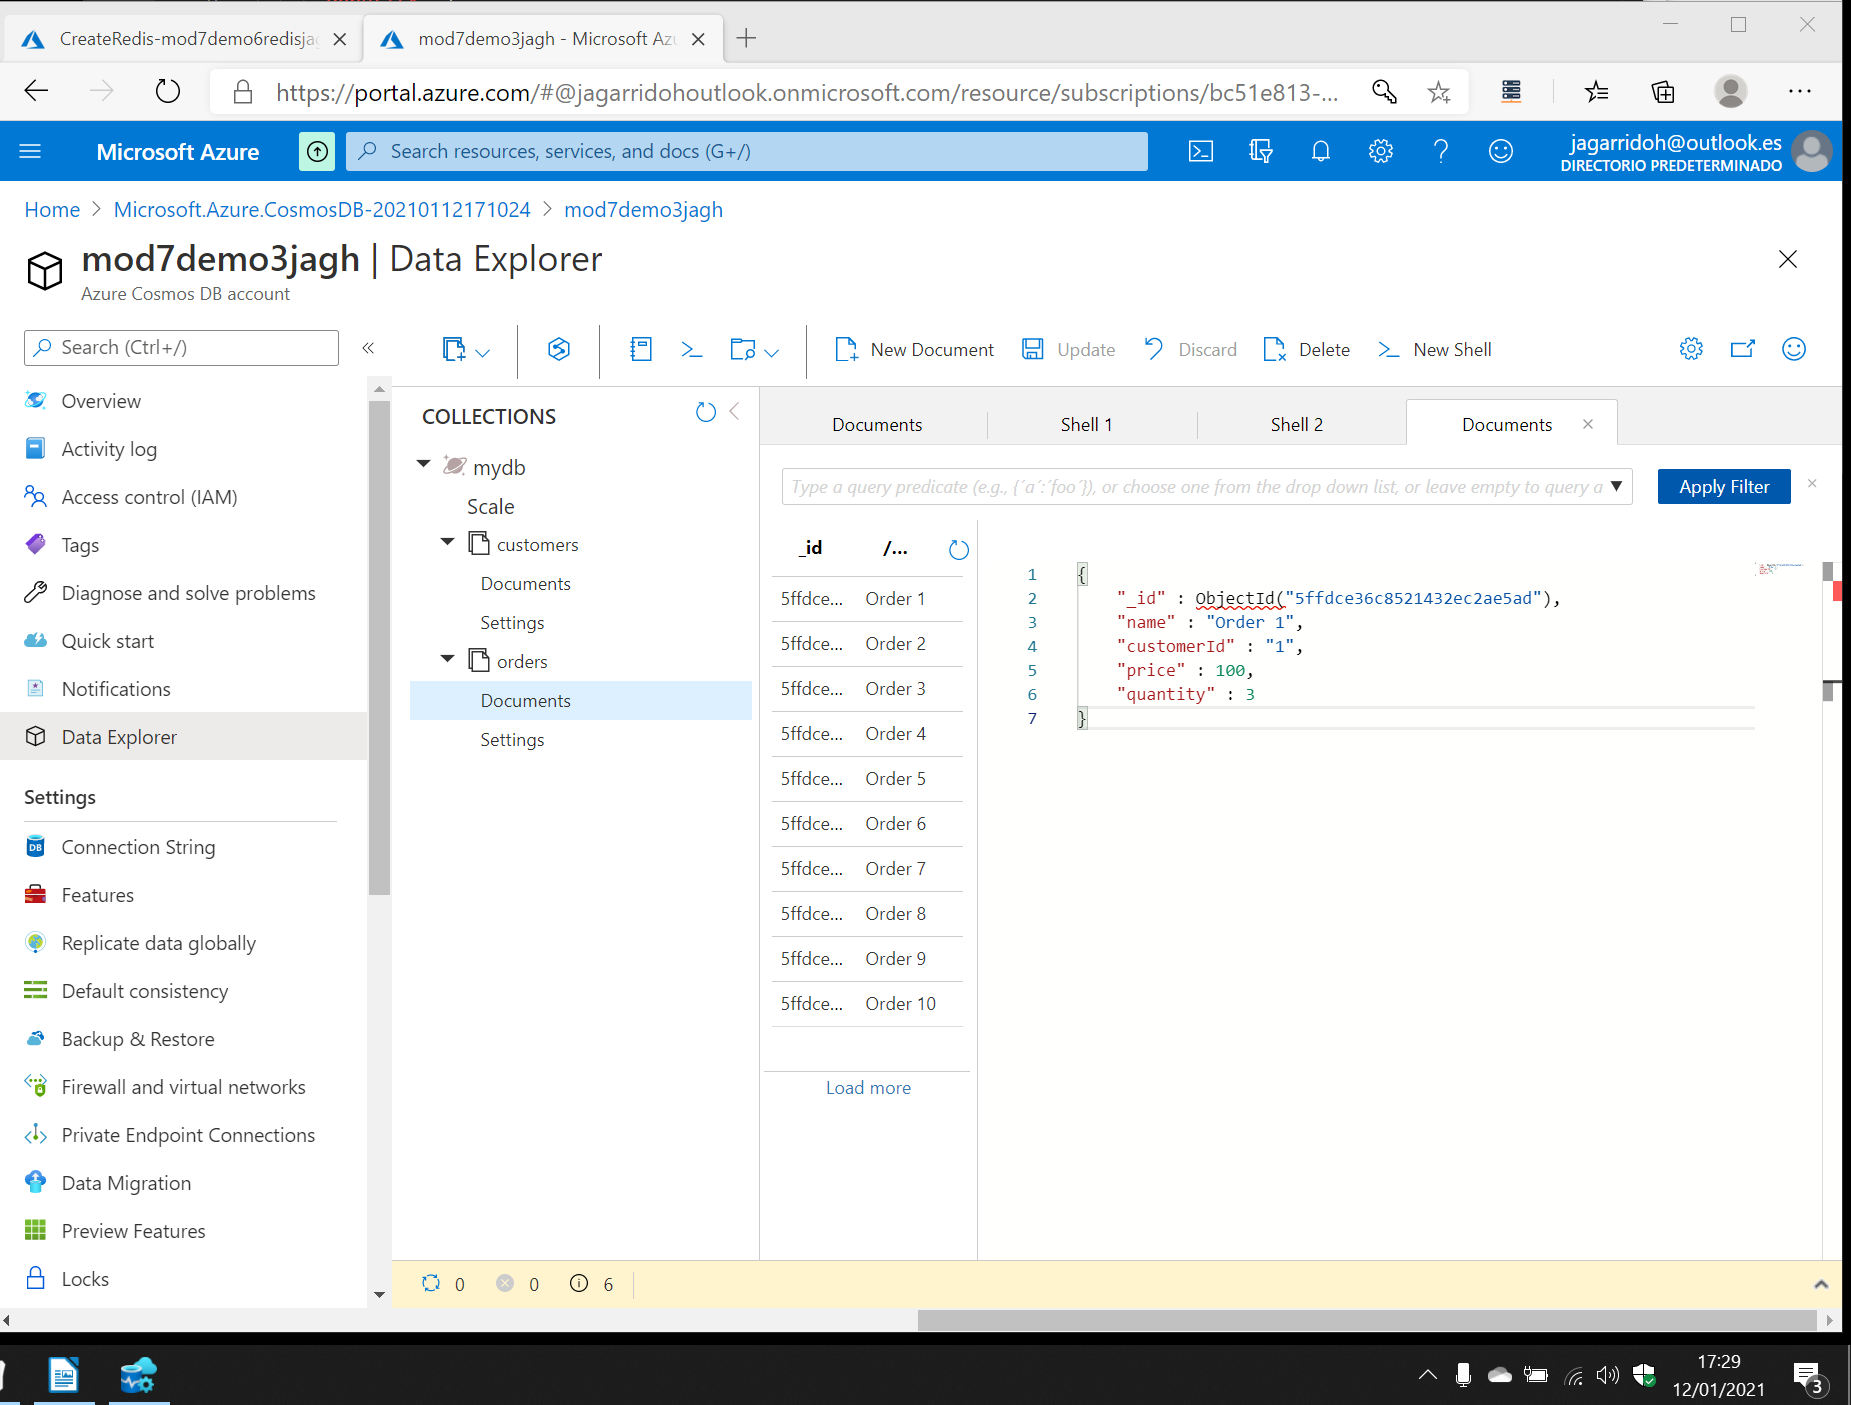 CreateRedis-mod7demo6redisja
mod7demo3jagh - Microsoft Azu
https://portal.azure.com/#@jagarridohoutlook.onmicrosoft.com/resource/subscriptions/bc51e813-...
Microsoft Azure
Search resources, services, and docs (G+/)
jagarridoh@outlook.es
DIRECTORIO PREDETERMINADO
Home > Microsoft.Azure.CosmosDB-20210112171024 > mod7demo3jagh
mod7demo3jagh | Data Explorer
Azure Cosmos DB account
Search (Ctrl+/)
«
New Document
Update
Discard
Delete
New Shell
Overview
Activity log
Access control (IAM)
Tags
Diagnose and solve problems
Quick start
Notifications
Data Explorer
Settings
Connection String
Features
Replicate data globally
Default consistency
Backup & Restore
Firewall and virtual networks
Private Endpoint Connections
Data Migration
Preview Features
Locks
COLLECTIONS
mydb
Scale
customers
Documents
Settings
orders
Documents
Settings
Documents
Shell 1
Shell 2
Documents
Type a query predicate (e.g., {´a´:´foo´}), or choose one from the drop down list, or leave empty to query a
Apply Filter
_id /...
5ffdce... Order 1
5ffdce... Order 2
5ffdce... Order 3
5ffdce... Order 4
5ffdce... Order 5
5ffdce... Order 6
5ffdce... Order 7
5ffdce... Order 8
5ffdce... Order 9
5ffdce... Order 10
Load more
1 {
2 "_id" : ObjectId("5ffdce36c8521432ec2ae5ad"),
3 "name" : "Order 1",
4 "customerId" : "1",
5 "price" : 100,
6 "quantity" : 3
7 }
0 0 6
17:29
12/01/2021
3